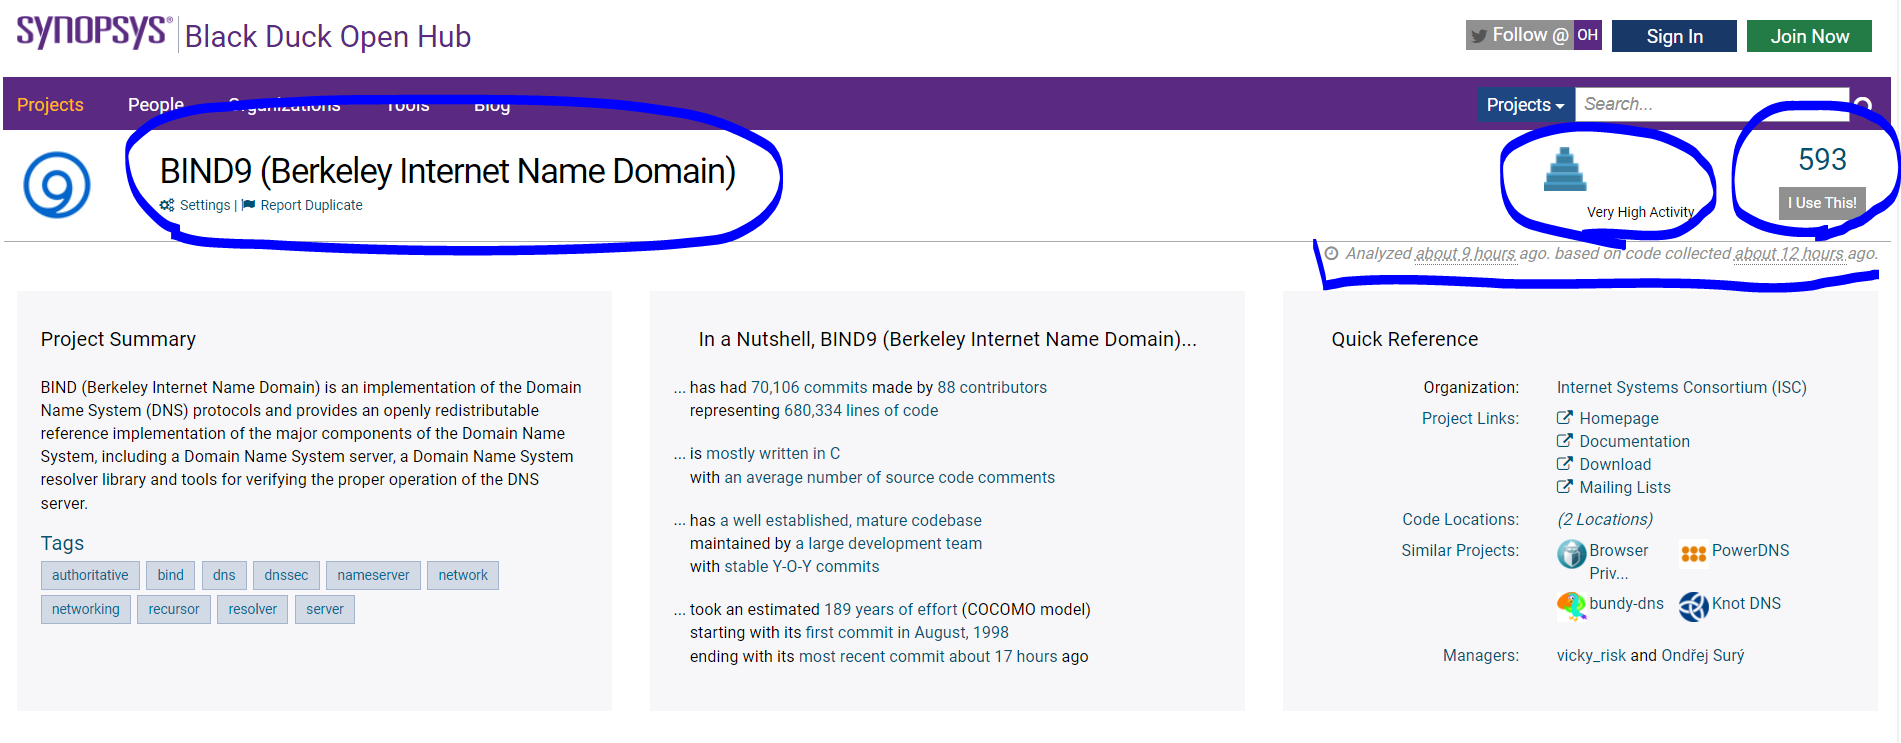 SYNOPSYS® Black Duck Open Hub
Follow @ OH Sign In Join Now
Projects People Organizations Tools Blog Projects Search...
BIND9 (Berkeley Internet Name Domain)
Settings | Report Duplicate
Very High Activity
593
I Use This!
Analyzed about 9 hours ago. based on code collected about 12 hours ago.
Project Summary
BIND (Berkeley Internet Name Domain) is an implementation of the Domain
Name System (DNS) protocols and provides an openly redistributable
reference implementation of the major components of the Domain Name
System, including a Domain Name System server, a Domain Name System
resolver library and tools for verifying the proper operation of the DNS
server.
Tags
authoritative bind dns dnssec nameserver network
networking recursor resolver server
In a Nutshell, BIND9 (Berkeley Internet Name Domain)...
... has had 70,106 commits made by 88 contributors
representing 680,334 lines of code
... is mostly written in C
with an average number of source code comments
... has a well established, mature codebase
maintained by a large development team
with stable Y-O-Y commits
... took an estimated 189 years of effort (COCOMO model)
starting with its first commit in August, 1998
ending with its most recent commit about 17 hours ago
Quick Reference
Organization: Internet Systems Consortium (ISC)
Project Links: Homepage
Documentation
Download
Mailing Lists
Code Locations: (2 Locations)
Similar Projects: Browser Priv... PowerDNS
bundy-dns Knot DNS
Managers: vicky_risk and Ondřej Surý